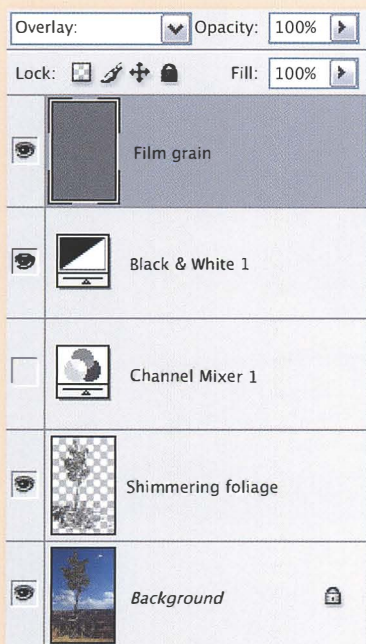 Overlay: Opacity: 100%
Lock: Fill: 100%
Film grain
Black & White 1
Channel Mixer 1
Shimmering foliage
Background